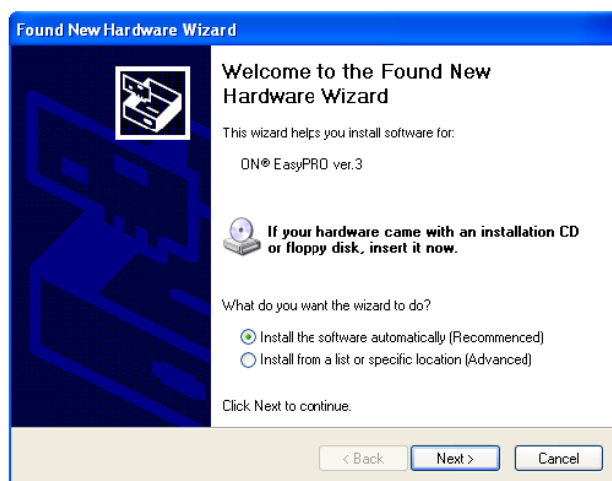 Found New Hardware Wizard
Welcome to the Found New
Hardware Wizard
This wizard helps you install software for:
ON® EasyPRO ver.3
If your hardware came with an installation CD
or floppy disk, insert it now.
What do you want the wizard to do?
Install the software automatically (Recommended)
Install from a list or specific location (Advanced)
Click Next to continue.
< Back
Next >
Cancel